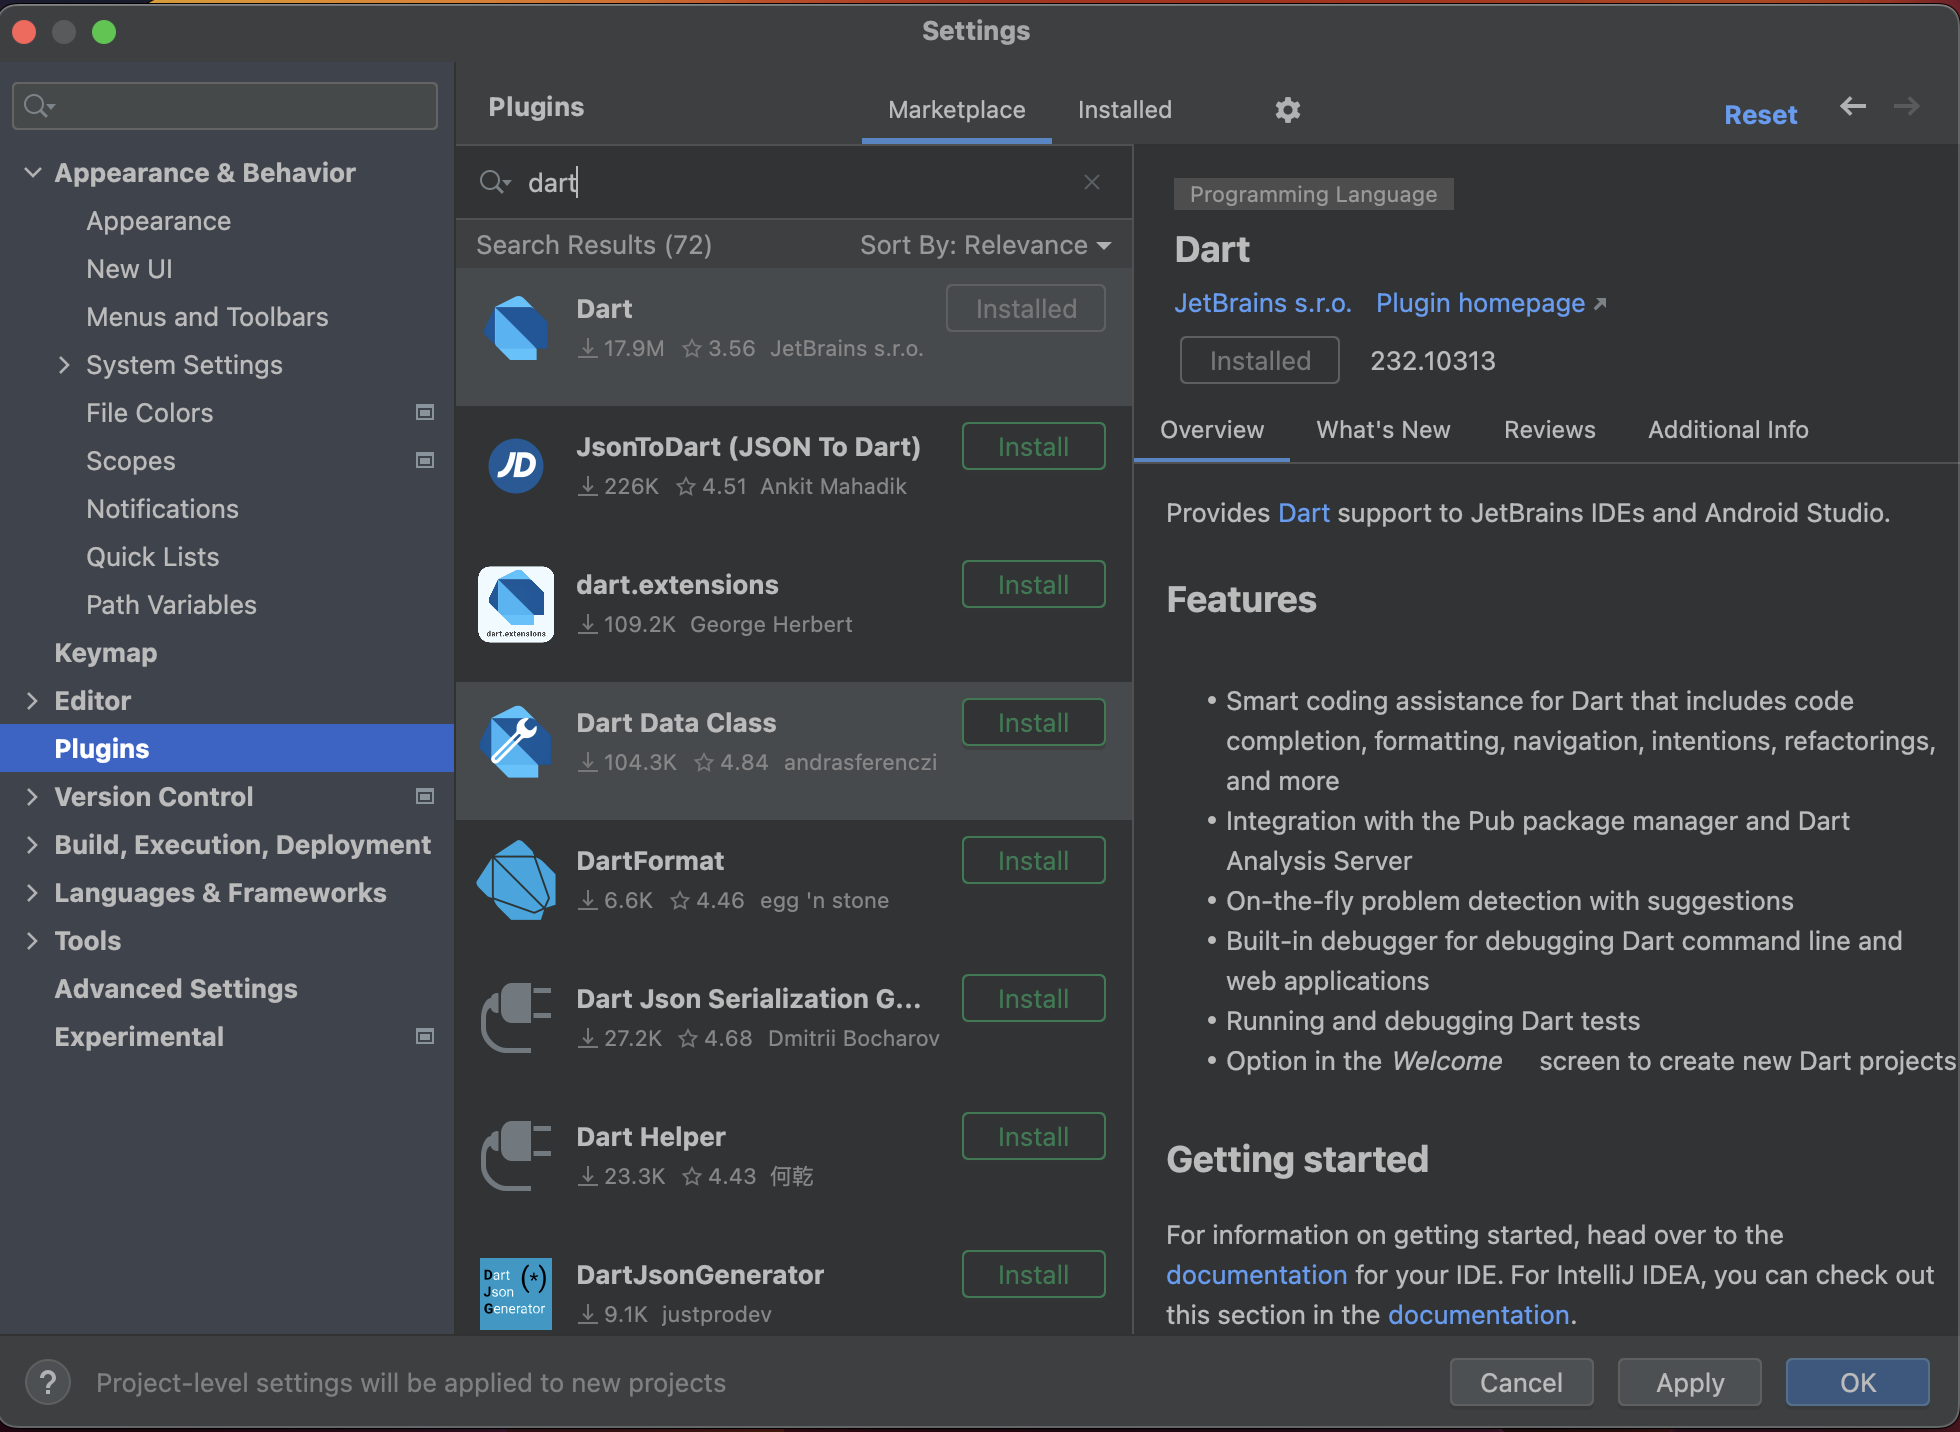 Settings
Plugins
Marketplace
Installed
Reset
Appearance & Behavior
Appearance
New UI
Menus and Toolbars
System Settings
File Colors
Scopes
Notifications
Quick Lists
Path Variables
Keymap
Editor
Plugins
Version Control
Build, Execution, Deployment
Languages & Frameworks
Tools
Advanced Settings
Experimental
dart
Search Results (72)
Sort By: Relevance
Dart
Installed
17.9M 3.56 JetBrains s.r.o.
JsonToDart (JSON To Dart)
Install
226K 4.51 Ankit Mahadik
dart.extensions
dart.extensions
Install
109.2K George Herbert
Dart Data Class
Install
104.3K 4.84 andrasferenczi
DartFormat
Install
6.6K 4.46 egg 'n stone
Dart Json Serialization G...
Install
27.2K 4.68 Dmitrii Bocharov
Dart Helper
Install
23.3K 4.43 何乾
Dart (*)
Json
Generator
DartJsonGenerator
Install
9.1K justprodev
JD
Programming Language
Dart
JetBrains s.r.o. Plugin homepage
Installed
232.10313
Overview
What's New
Reviews
Additional Info
Provides Dart support to JetBrains IDEs and Android Studio.
Features
• Smart coding assistance for Dart that includes code
completion, formatting, navigation, intentions, refactorings,
and more
• Integration with the Pub package manager and Dart
Analysis Server
• On-the-fly problem detection with suggestions
• Built-in debugger for debugging Dart command line and
web applications
• Running and debugging Dart tests
• Option in the Welcome screen to create new Dart projects
Getting started
For information on getting started, head over to the
documentation for your IDE. For IntelliJ IDEA, you can check out
this section in the documentation.
? Project-level settings will be applied to new projects
Cancel
Apply
OK